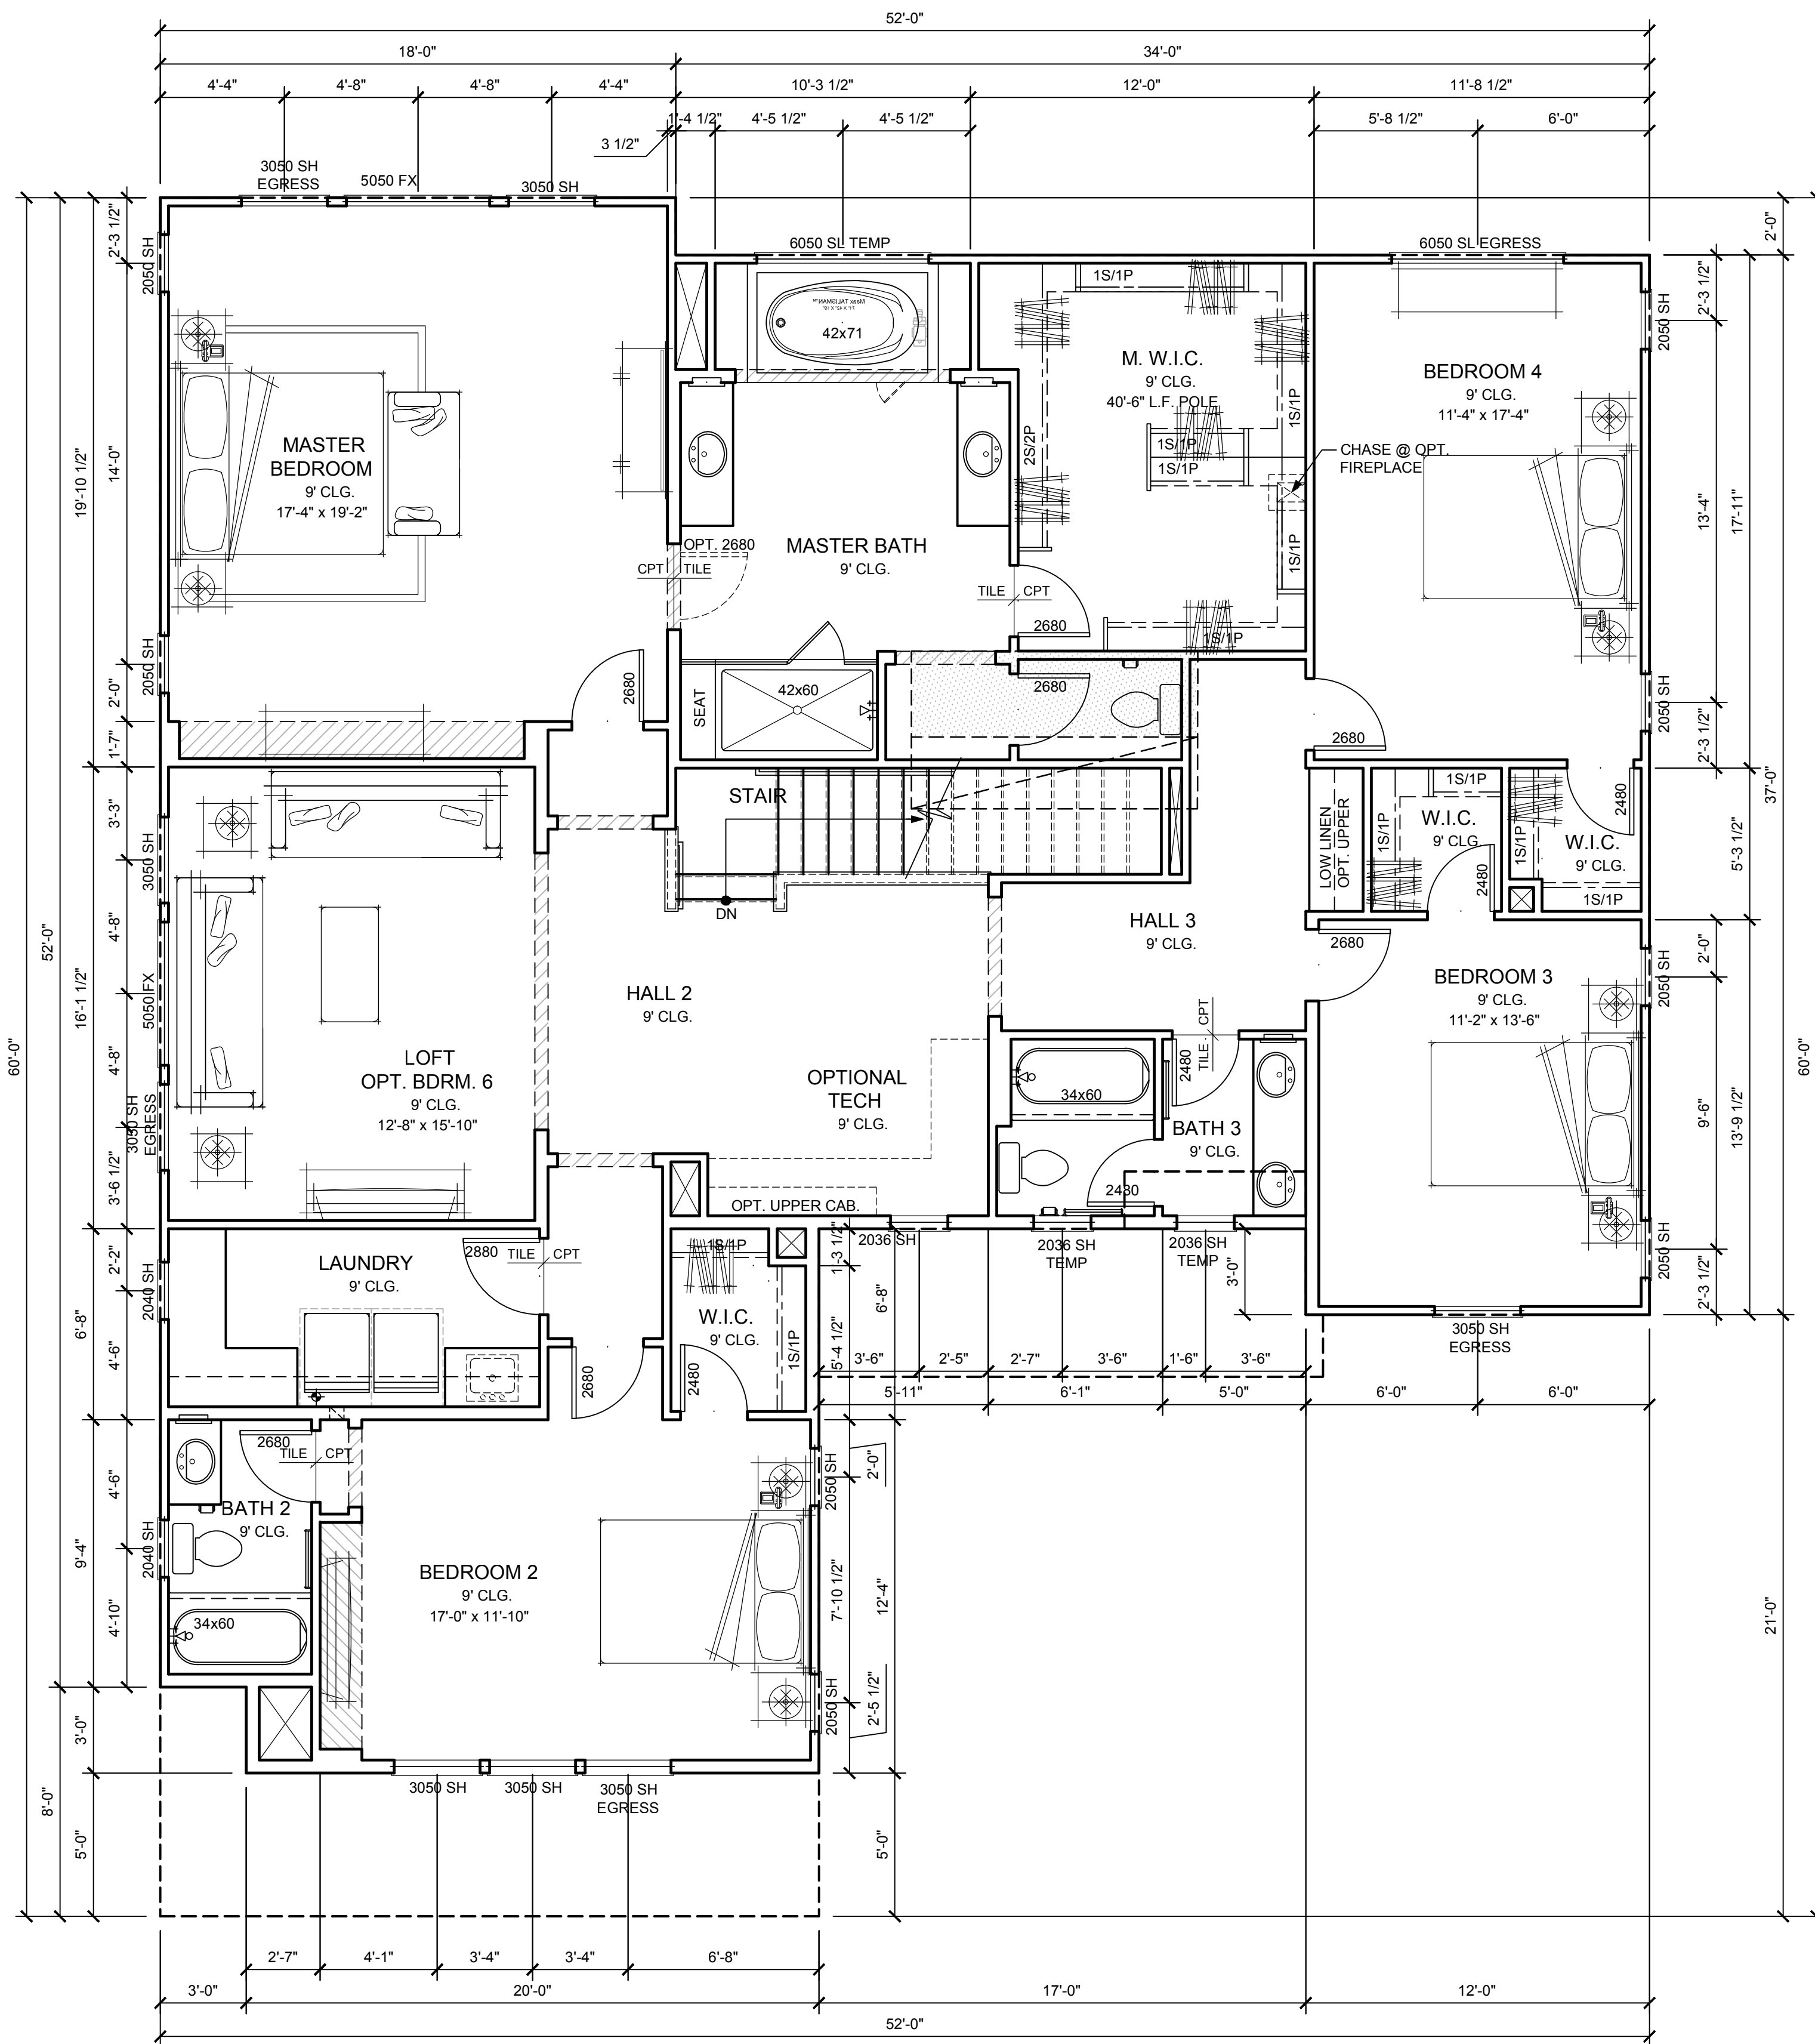 52'-0"
18'-0"
34'-0"
4'-4"
4'-8"
4'-8"
4'-4"
10'-3 1/2"
12'-0"
11'-8 1/2"
1'-4 1/2"
4'-5 1/2"
4'-5 1/2"
5'-8 1/2"
6'-0"
3 1/2"
3050 SH
EGRESS
5050 FX
3050 SH
6050 SL TEMP
6050 SL EGRESS
2'-3 1/2"
14'-0"
2'-0"
1'-7"
19'-10 1/2"
2050 SH
2050 SH
MASTER
BEDROOM
9' CLG.
17'-4" x 19'-2"
2680
42x71
MASTER BATH
9' CLG.
OPT. 2680
CPT
TILE
TILE
CPT
2680
SEAT
42x60
2680
M. W.I.C.
9' CLG.
40'-6" L.F. POLE
1S/1P
2S/2P
1S/1P
1S/1P
1S/1P
1S/1P
1S/1P
CHASE @ OPT.
FIREPLACE
BEDROOM 4
9' CLG.
11'-4" x 17'-4"
2680
2050 SH
2050 SH
2'-0"
2'-3 1/2"
13'-4"
17'-11"
2'-3 1/2"
37'-0"
5'-3 1/2"
STAIR
DN
LOW LINEN
OPT. UPPER
1S/1P
1S/1P
W.I.C.
9' CLG.
2480
1S/1P
W.I.C.
9' CLG.
2480
1S/1P
HALL 3
9' CLG.
2680
BEDROOM 3
9' CLG.
11'-2" x 13'-6"
2050 SH
2050 SH
2'-0"
9'-6"
13'-9 1/2"
2'-3 1/2"
60'-0"
21'-0"
3050 SH
EGRESS
3'-3"
4'-8"
4'-8"
3'-6 1/2"
16'-1 1/2"
52'-0"
60'-0"
3050 SH
5050 FX
3050 SH
EGRESS
LOFT
OPT. BDRM. 6
9' CLG.
12'-8" x 15'-10"
HALL 2
9' CLG.
OPTIONAL
TECH
9' CLG.
OPT. UPPER CAB.
34x60
2480
TILE
CPT
BATH 3
9' CLG.
2480
2036 SH
2036 SH
TEMP
2036 SH
TEMP
1'-3 1/2"
6'-8"
5'-4 1/2"
3'-0"
3'-6"
2'-5"
2'-7"
3'-6"
1'-6"
3'-6"
5'-11"
6'-1"
5'-0"
6'-0"
6'-0"
2'-2"
4'-6"
6'-8"
2040 SH
LAUNDRY
9' CLG.
2880
TILE
CPT
1S/1P
W.I.C.
9' CLG.
1S/1P
2480
2680
4'-6"
4'-10"
9'-4"
2040 SH
2680
TILE
CPT
BATH 2
9' CLG.
34x60
BEDROOM 2
9' CLG.
17'-0" x 11'-10"
2050 SH
2050 SH
2'-0"
7'-10 1/2"
12'-4"
2'-5 1/2"
3050 SH
3050 SH
3050 SH
EGRESS
3'-0"
8'-0"
5'-0"
5'-0"
2'-7"
4'-1"
3'-4"
3'-4"
6'-8"
3'-0"
20'-0"
17'-0"
12'-0"
52'-0"